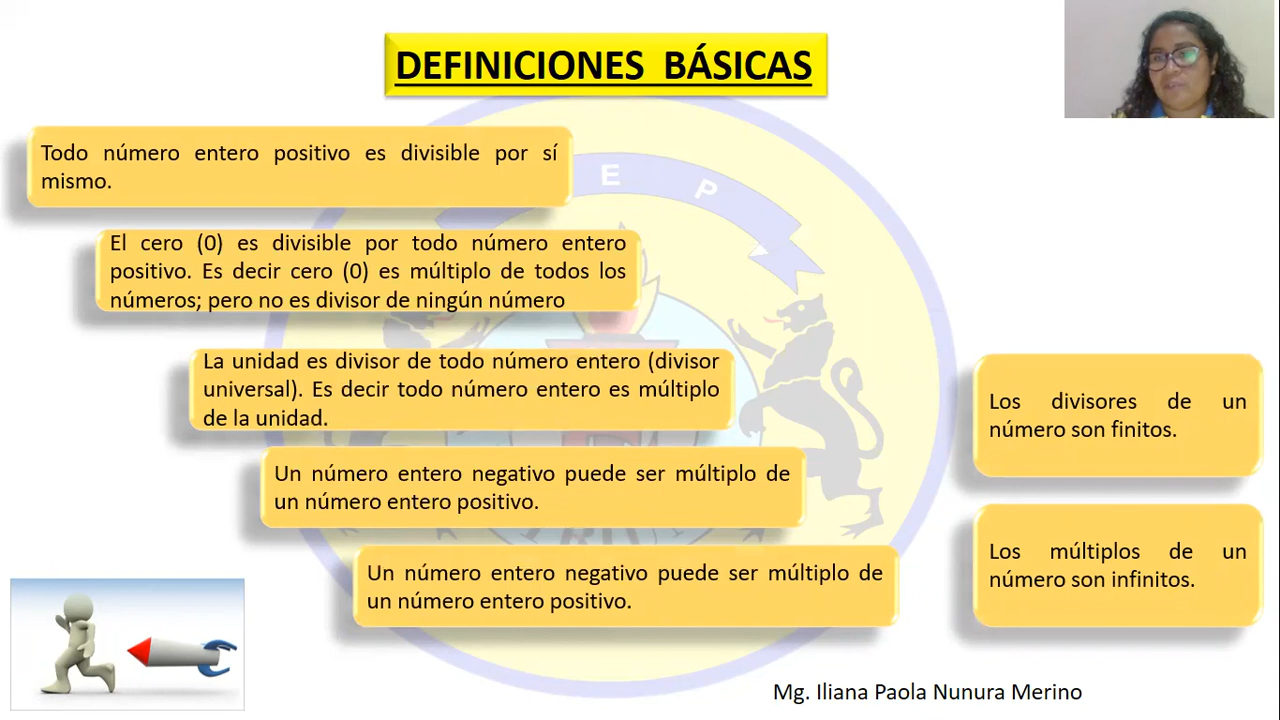 DEFINICIONES BÁSICAS
E P
Todo número entero positivo es divisible por sí
mismo.
El cero (0) es divisible por todo número entero
positivo. Es decir cero (0) es múltiplo de todos los
números; pero no es divisor de ningún número
La unidad es divisor de todo número entero (divisor
universal). Es decir todo número entero es múltiplo
de la unidad.
Un número entero negativo puede ser múltiplo de
un número entero positivo.
Un número entero negativo puede ser múltiplo de
un número entero positivo.
Los divisores de un
número son finitos.
Los múltiplos de un
número son infinitos.
Mg. Iliana Paola Nunura Merino